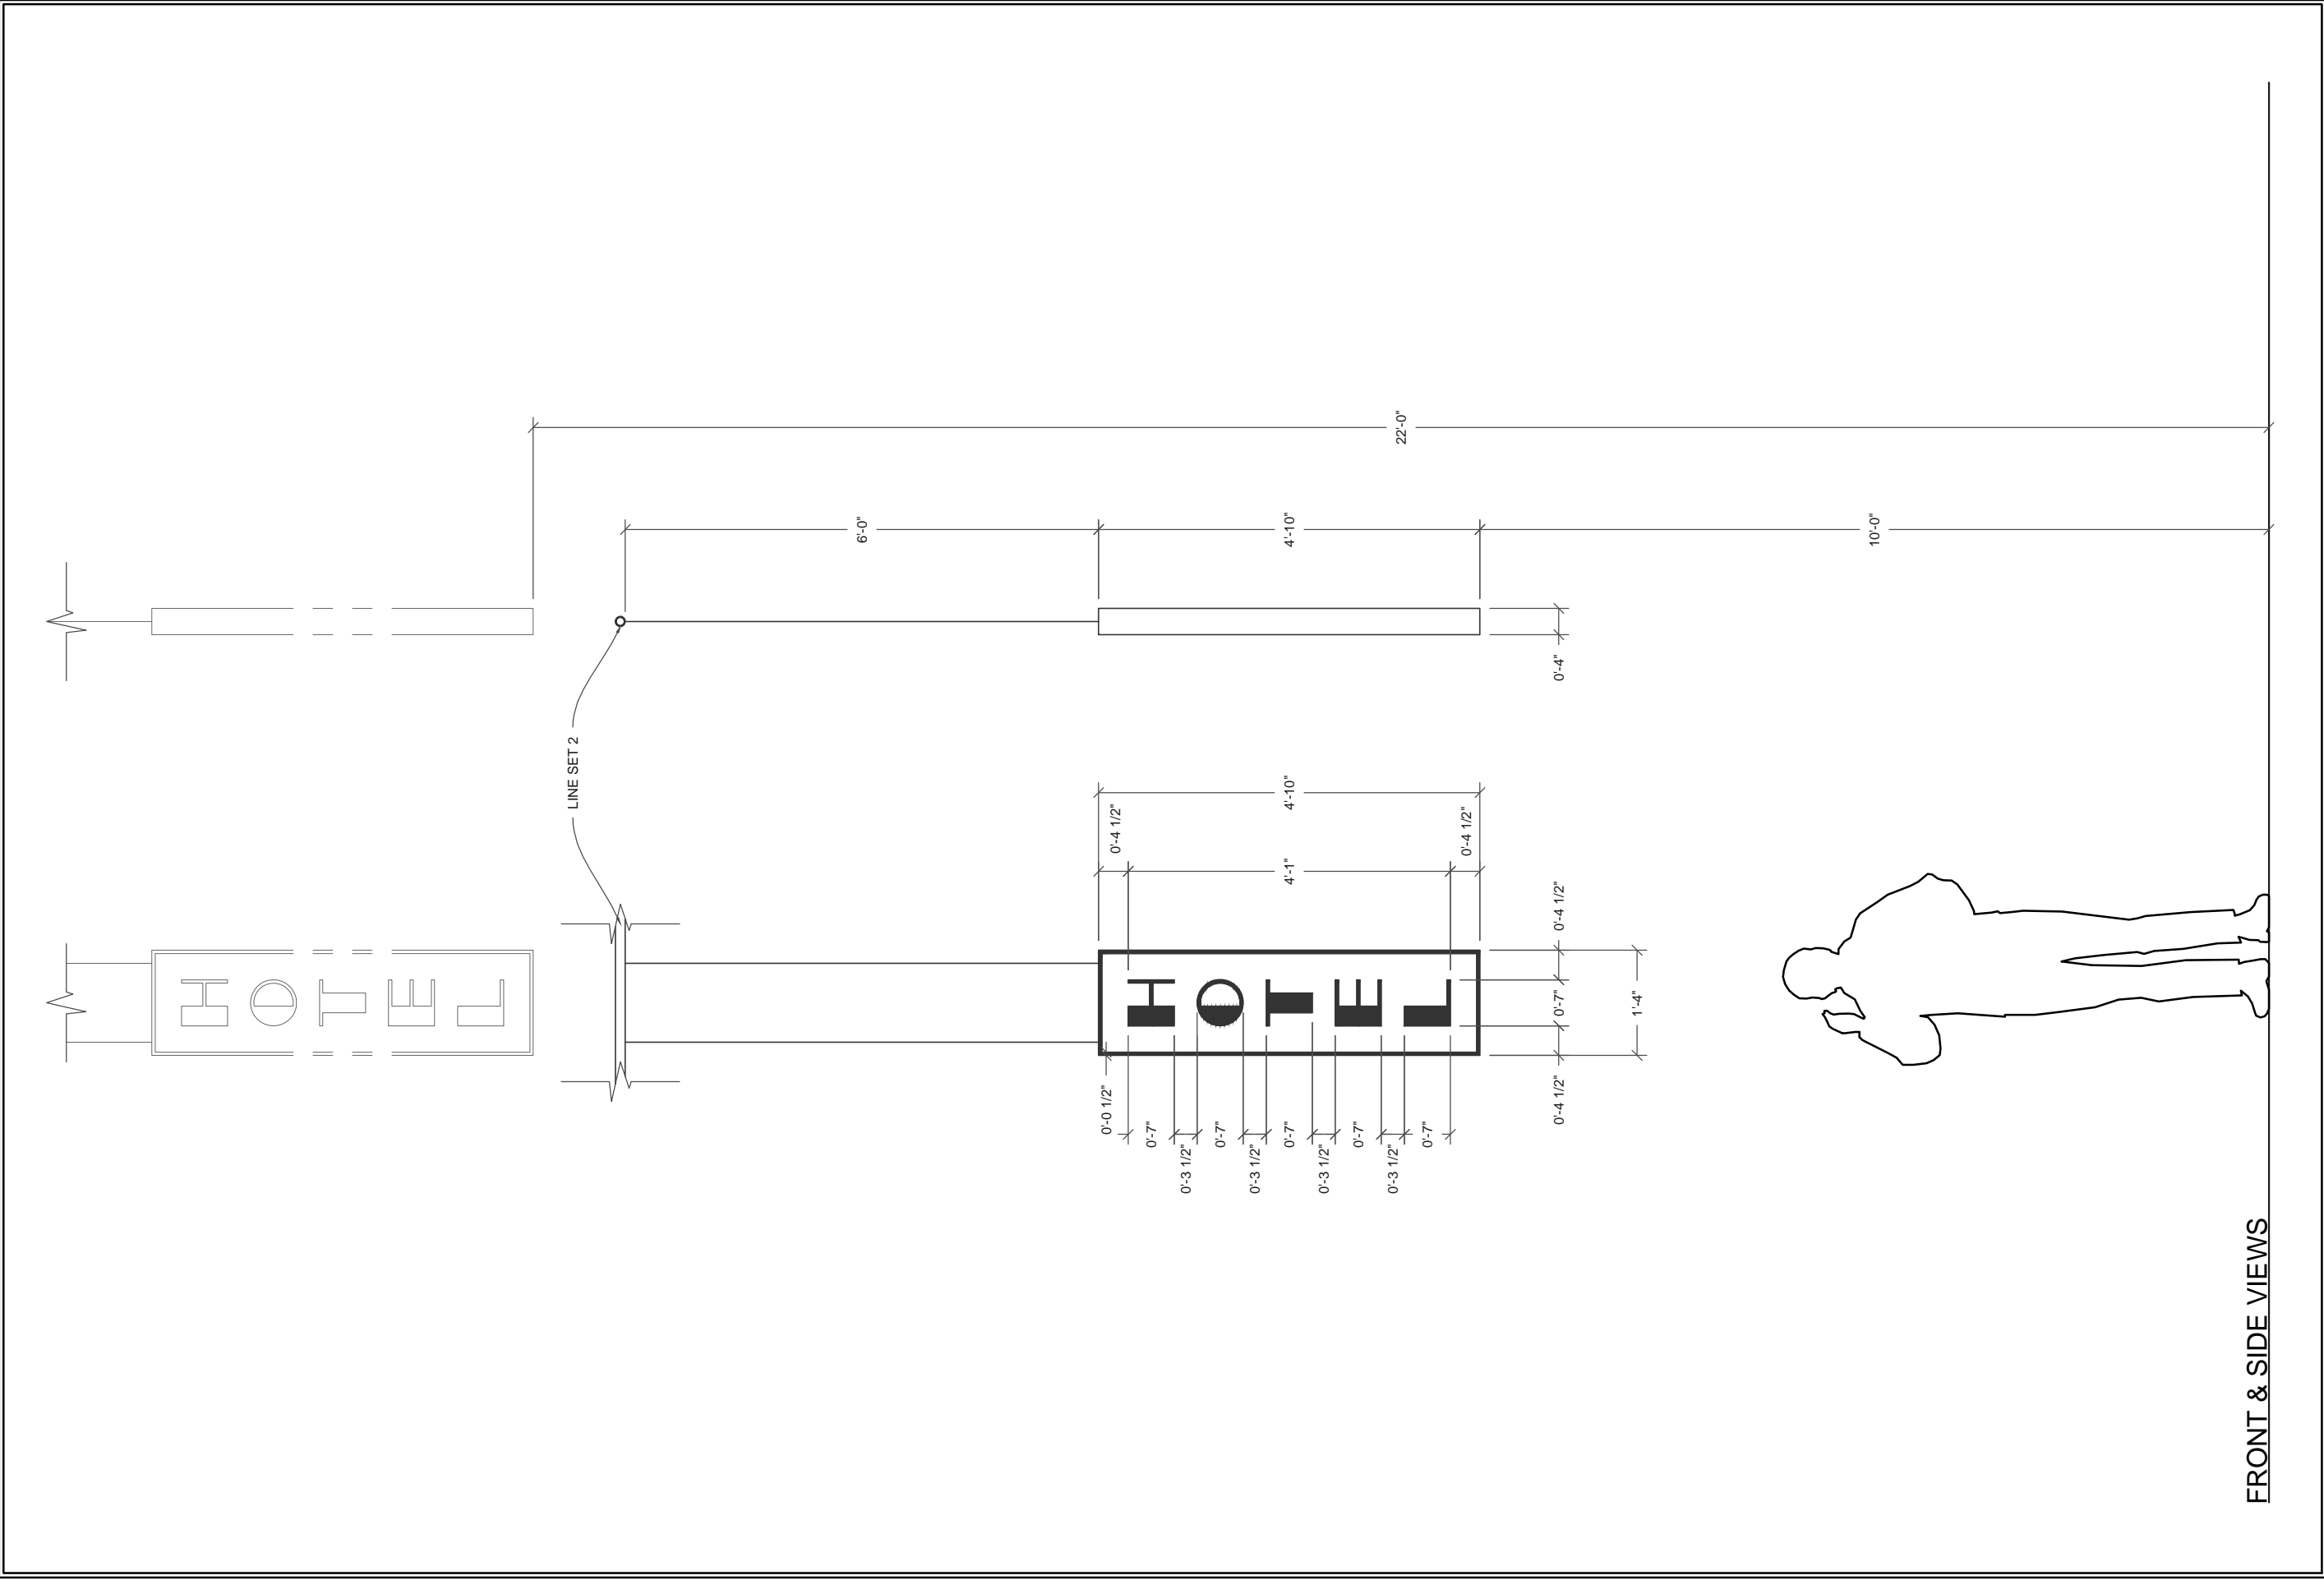 22'-0"
6'-0"
4'-10"
10'-0"
0'-4"
LINE SET 2
4'-10"
0'-4 1/2"
4'-1"
0'-4 1/2"
H
O
T
E
L
H
O
T
E
L
0'-4 1/2"
0'-7"
0'-4 1/2"
1'-4"
0'-0 1/2"
0'-7"
0'-3 1/2"
0'-7"
0'-3 1/2"
0'-7"
0'-3 1/2"
0'-7"
0'-3 1/2"
0'-7"
FRONT & SIDE VIEWS